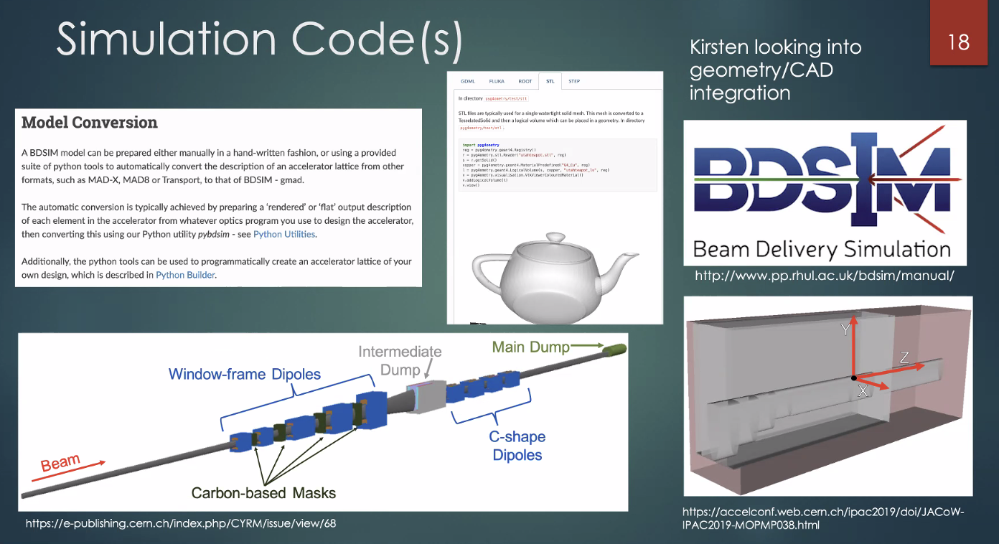 Simulation Code(s)
Kirsten looking into
geometry/CAD
integration
18
Model Conversion
A BDSIM model can be prepared either manually in a hand-written fashion, or using a provided
suite of python tools to automatically convert the description of an accelerator lattice from other
formats, such as MAD-X, MAD8 or Transport, to that of BDSIM - gmad.
The automatic conversion is typically achieved by preparing a ‘rendered’ or ‘flat’ output description
of each element in the accelerator from whatever optics program you use to design the accelerator,
then converting this using our Python utility pybdsim - see Python Utilities.
Additionally, the python tools can be used to programmatically create an accelerator lattice of your
own design, which is described in Python Builder.
GDML FLUKA ROOT STL STEP
In directory pyg4ometry/test/stl
STL files are typically used for a single watertight solid mesh. This mesh is converted to a
TesselatedSolid and then a logical volume which can be placed in a geometry. In directory
pyg4ometry/test/stl .
import pyg4ometry
reg = pyg4ometry.geant4.Registry()
r = pyg4ometry.stl.Reader("utahteapot.stl", reg)
s = r.getSolid()
copper = pyg4ometry.geant4.MaterialPredefined("G4_Cu", reg)
l = pyg4ometry.geant4.LogicalVolume(s, copper, "utahteapot_lv", reg)
v = pyg4ometry.visualisation.VtkViewerColouredMaterial()
v.addLogicalVolume(l)
v.view()
BDSIM
Beam Delivery Simulation
http://www.pp.rhul.ac.uk/bdsim/manual/
Intermediate
Dump
Main Dump
Window-frame Dipoles
C-shape
Dipoles
Beam
Carbon-based Masks
https://e-publishing.cern.ch/index.php/CYRM/issue/view/68
Y
Z
X
https://accelconf.web.cern.ch/ipac2019/doi/JACoW-
IPAC2019-MOPMP038.html